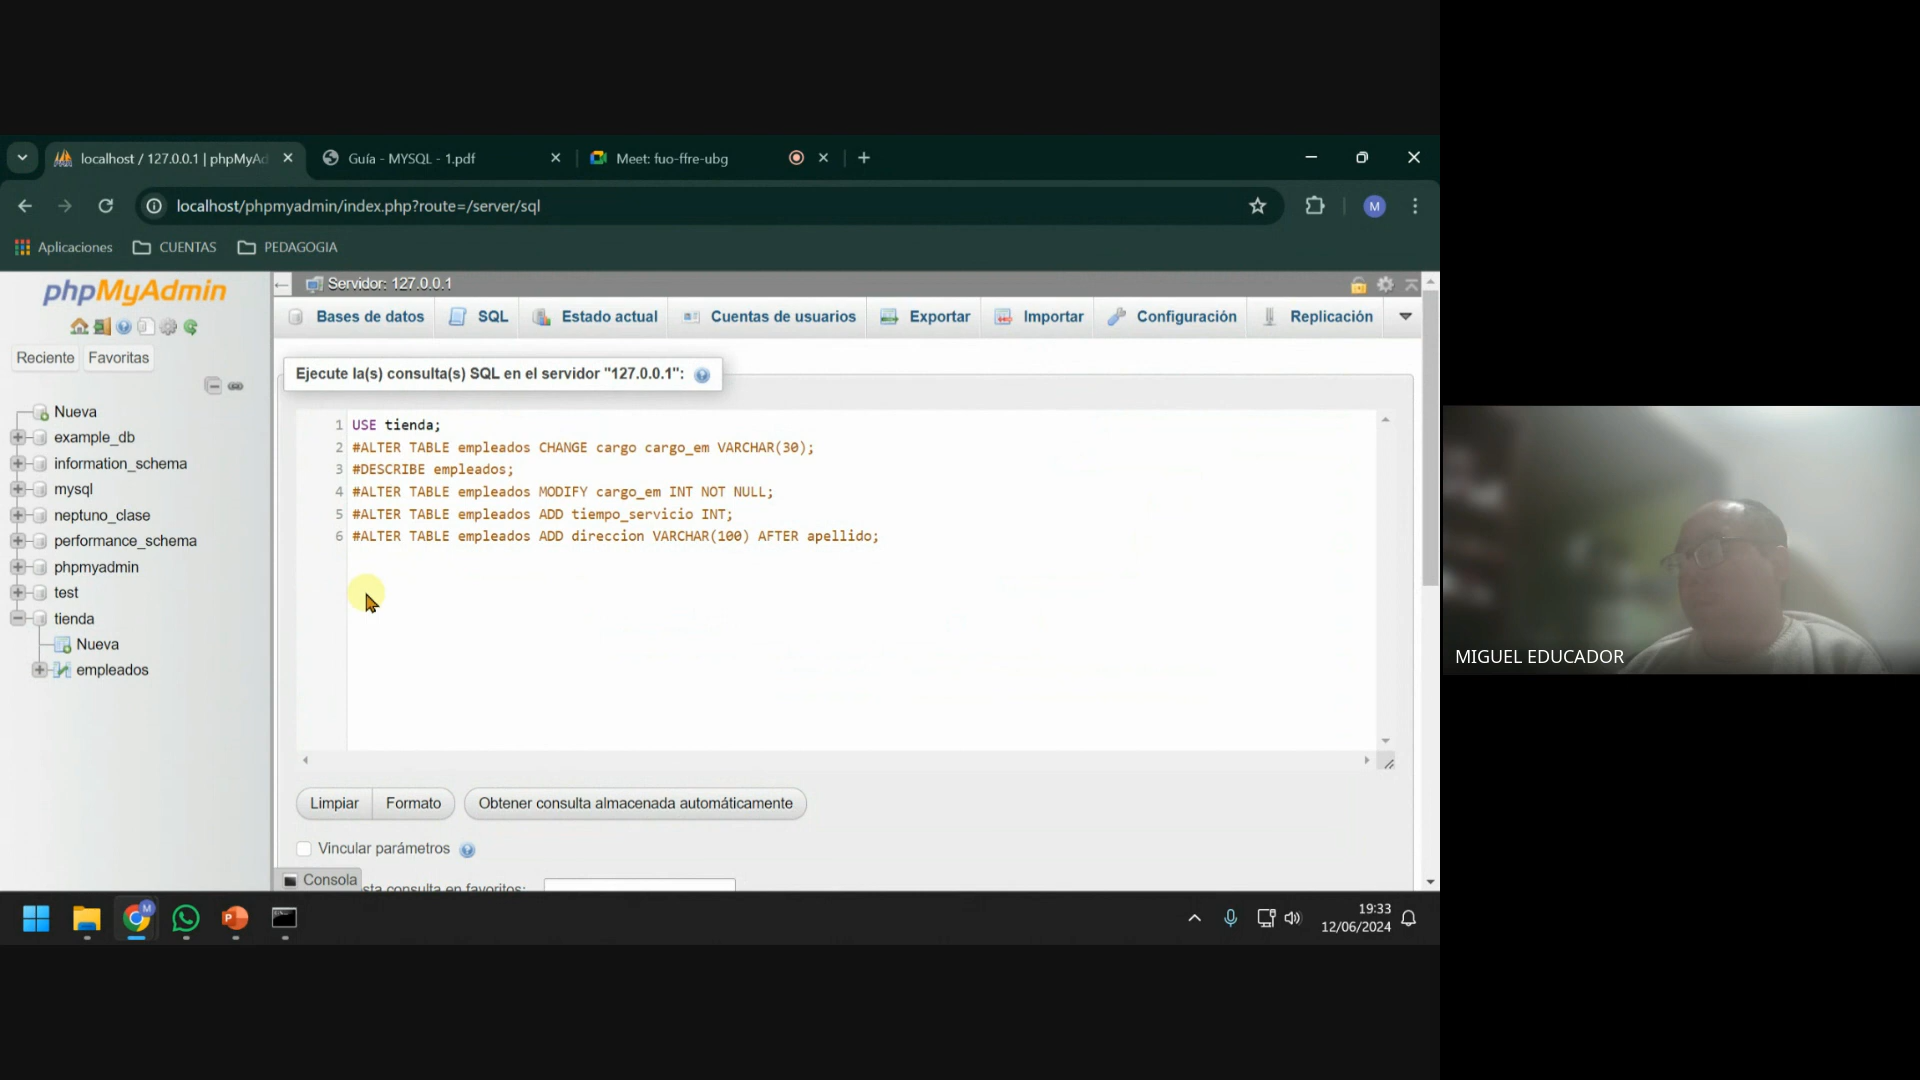 localhost / 127.0.0.1 | phpMyAd
Guía - MYSQL - 1.pdf
Meet: fuo-ffre-ubg
localhost/phpmyadmin/index.php?route=/server/sql
M
Aplicaciones
CUENTAS
PEDAGOGIA
phpMyAdmin
Reciente
Favoritas
Nueva
example_db
information_schema
mysql
neptuno_clase
performance_schema
phpmyadmin
test
tienda
Nueva
empleados
Servidor: 127.0.0.1
Bases de datos
SQL
Estado actual
Cuentas de usuarios
Exportar
Importar
Configuración
Replicación
Ejecute la(s) consulta(s) SQL en el servidor "127.0.0.1":
1 USE tienda;
2 #ALTER TABLE empleados CHANGE cargo cargo_em VARCHAR(30);
3 #DESCRIBE empleados;
4 #ALTER TABLE empleados MODIFY cargo_em INT NOT NULL;
5 #ALTER TABLE empleados ADD tiempo_servicio INT;
6 #ALTER TABLE empleados ADD direccion VARCHAR(100) AFTER apellido;
Limpiar
Formato
Obtener consulta almacenada automáticamente
Vincular parámetros
Consola
sta consulta en favoritos:
19:33
12/06/2024
MIGUEL EDUCADOR